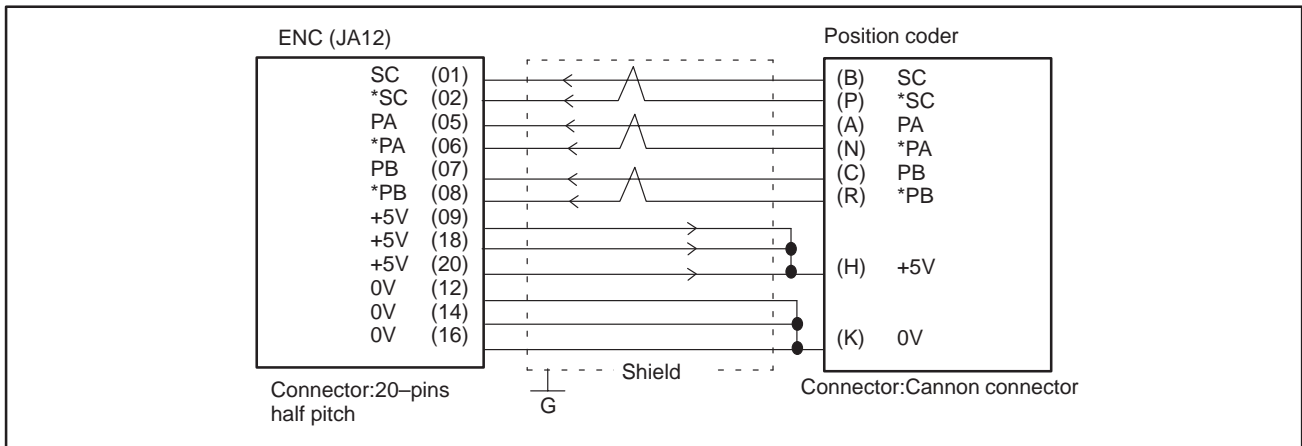 ENC (JA12)
Position coder
SC (01)
*SC (02)
PA (05)
*PA (06)
PB (07)
*PB (08)
+5V (09)
+5V (18)
+5V (20)
0V (12)
0V (14)
0V (16)
(B) SC
(P) *SC
(A) PA
(N) *PA
(C) PB
(R) *PB
(H) +5V
(K) 0V
Shield
G
Connector:20–pins
half pitch
Connector:Cannon connector